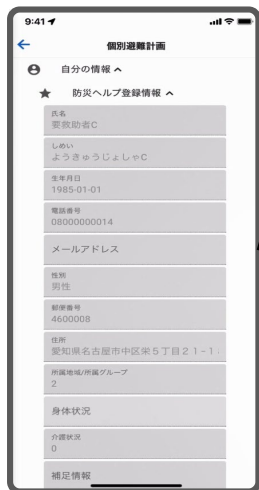 9:41
個別避難計画
自分の情報
防災ヘルプ登録情報
氏名
要救助者C
しめい
ようきゅうじょしゃC
生年月日
1985-01-01
電話番号
08000000014
メールアドレス
性別
男性
郵便番号
4600008
住所
愛知県名古屋市中区栄５丁目２１−１
所属地域/所属グループ
2
身体状況
介護状況
0
補足情報